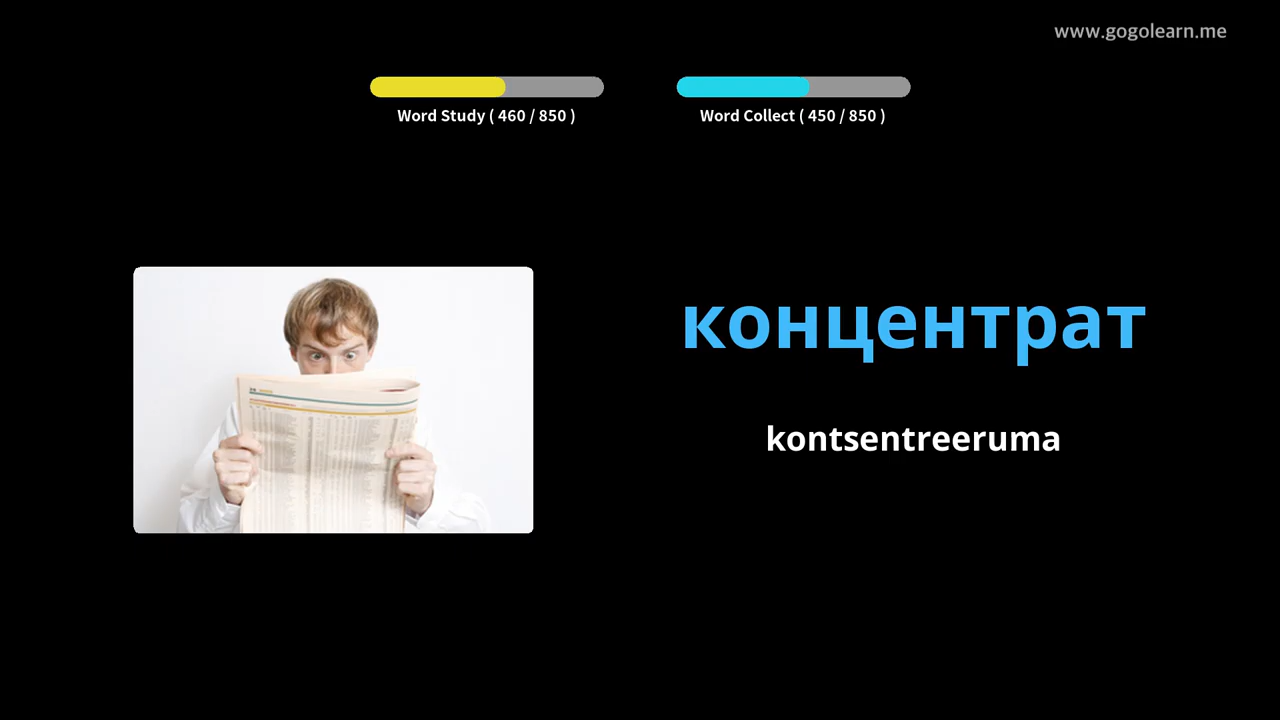 www.gogolearn.me
Word Study ( 460 / 850 )
Word Collect ( 450 / 850 )
концентрат
kontsentreeruma